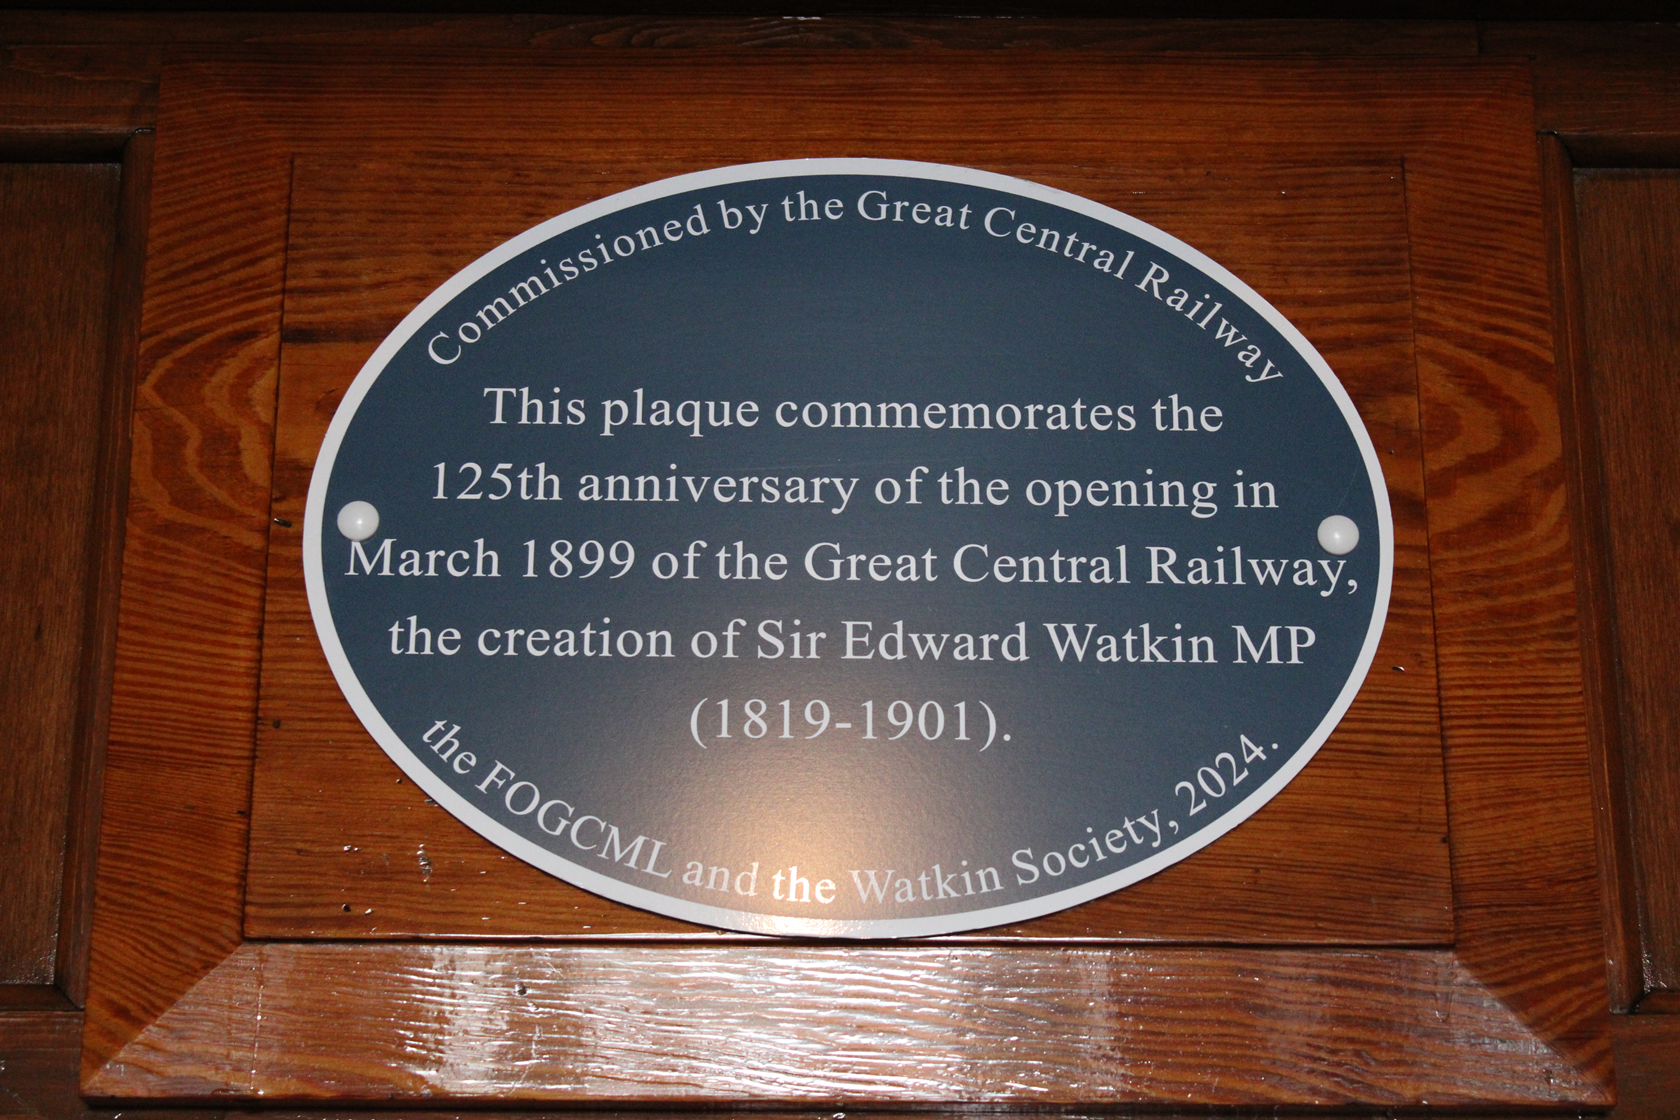 Commissioned by the Great Central Railway
This plaque commemorates the
125th anniversary of the opening in
March 1899 of the Great Central Railway,
the creation of Sir Edward Watkin MP
(1819-1901).
the FOGCML and the Watkin Society, 2024.